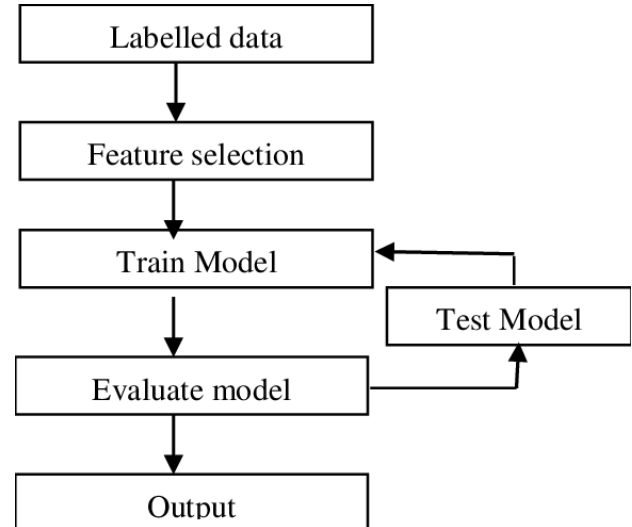 Labelled data
Feature selection
Train Model
Test Model
Evaluate model
Output